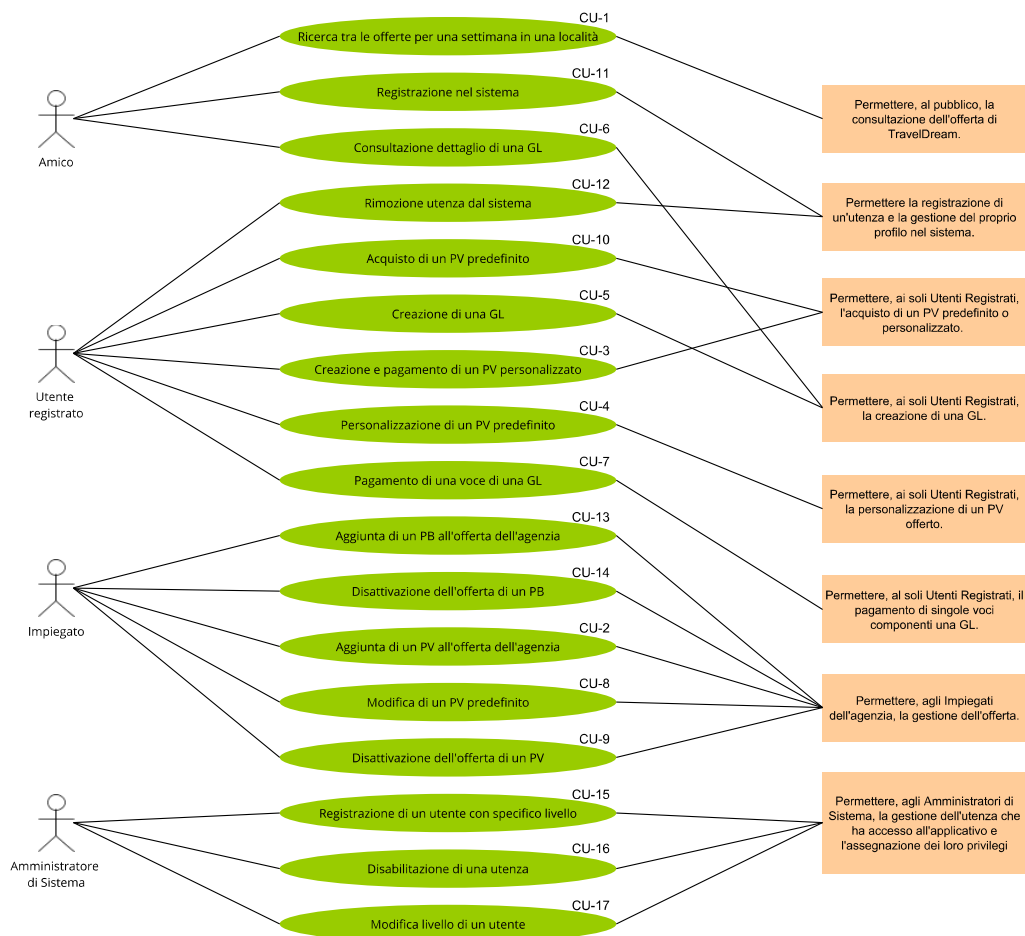 CU-1
Ricerca tra le offerte per una settimana in una località
CU-11
Registrazione nel sistema
CU-6
Consultazione dettaglio di una GL
Amico
Permettere, al pubblico, la
consultazione dell'offerta di
TravelDream.
CU-12
Rimozione utenza dal sistema
Permettere la registrazione di
un'utenza e la gestione del proprio
profilo nel sistema.
CU-10
Acquisto di un PV predefinito
CU-5
Creazione di una GL
Permettere, ai soli Utenti Registrati,
l'acquisto di un PV predefinito o
personalizzato.
CU-3
Creazione e pagamento di un PV personalizzato
Utente
registrato
CU-4
Personalizzazione di un PV predefinito
Permettere, ai soli Utenti Registrati,
la creazione di una GL.
CU-7
Pagamento di una voce di una GL
Permettere, ai soli Utenti Registrati,
la personalizzazione di un PV
offerto.
CU-13
Aggiunta di un PB all'offerta dell'agenzia
CU-14
Disattivazione dell'offerta di un PB
Impiegato
Permettere, al soli Utenti Registrati, il
pagamento di singole voci
componenti una GL.
CU-2
Aggiunta di un PV all'offerta dell'agenzia
CU-8
Modifica di un PV predefinito
Permettere, agli Impiegati
dell'agenzia, la gestione dell'offerta.
CU-9
Disattivazione dell'offerta di un PV
CU-15
Registrazione di un utente con specifico livello
Permettere, agli Amministratori di
Sistema, la gestione dell'utenza che
ha accesso all'applicativo e
l'assegnazione dei loro privilegi
CU-16
Disabilitazione di una utenza
Amministratore
di Sistema
CU-17
Modifica livello di un utente